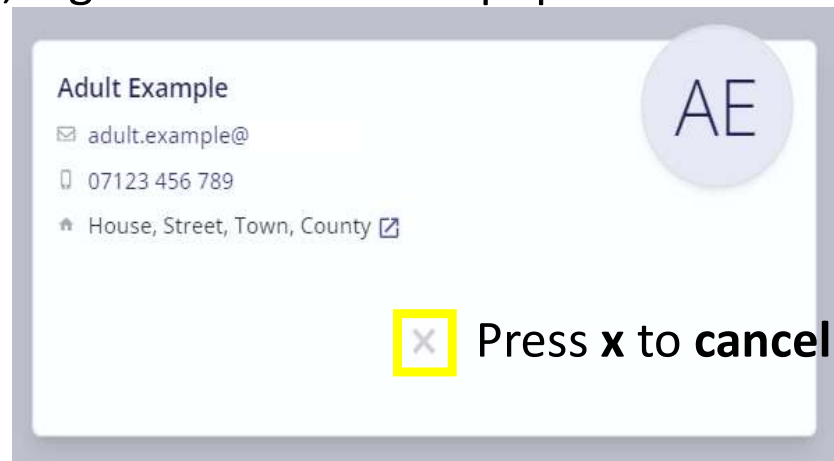 Adult Example
AE
adult.example@
07123 456 789
House, Street, Town, County
x Press x to cancel